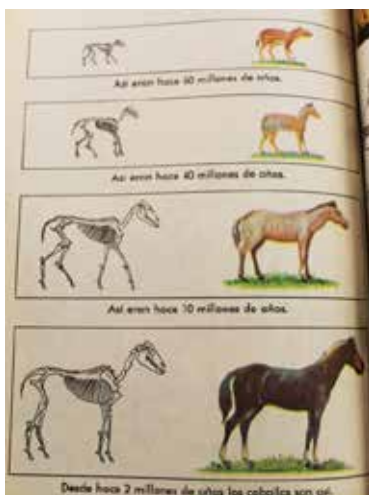 Así eran hace 60 millones de años.
Así eran hace 40 millones de años.
Así eran hace 10 millones de años.
Desde hace 2 millones de años los caballos son así.